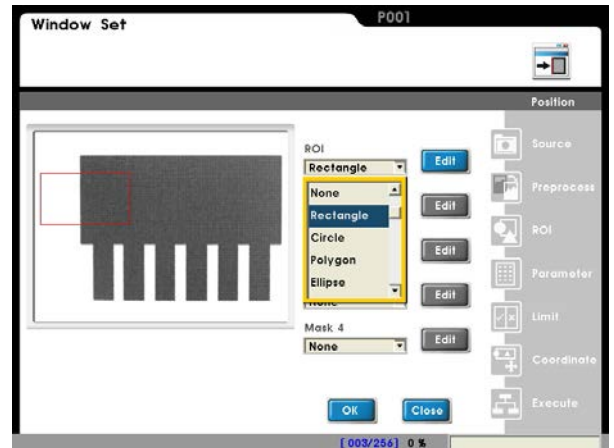 Window Set
P001
Position
ROI
Rectangle
Edit
None
Rectangle
Circle
Polygon
Ellipse
Edit
Edit
Edit
None
Mask 4
None
Edit
OK
Close
Source
Preprocess
ROI
Parameter
Limit
Coordinate
Execute
[003/256] 0 %